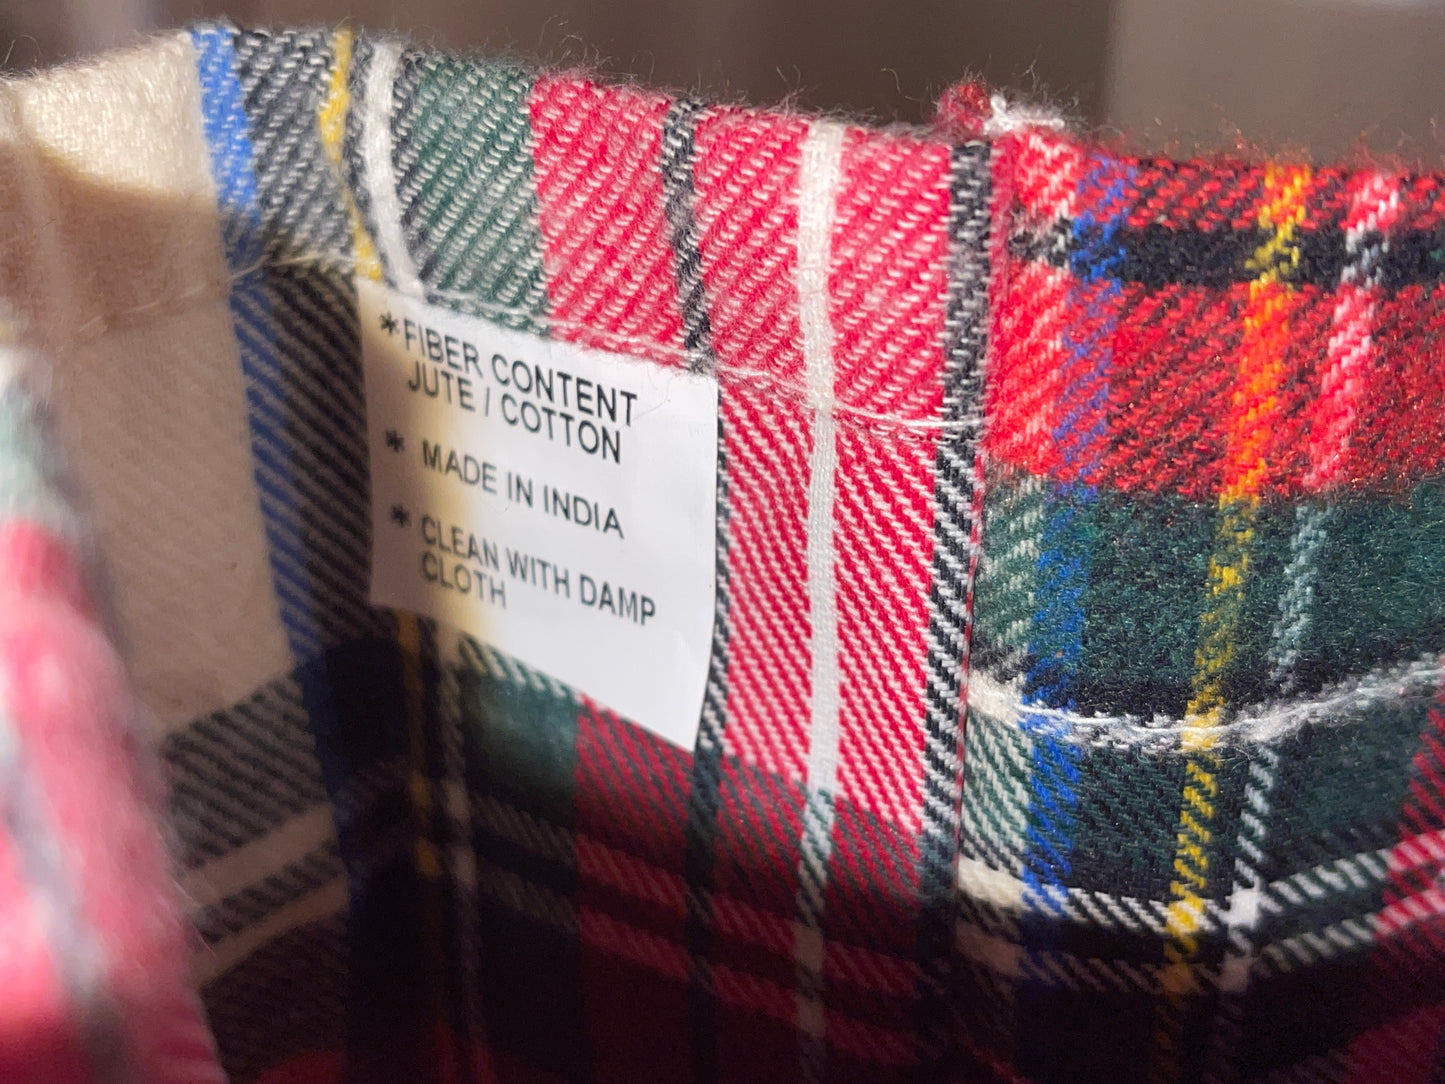 * FIBER CONTENT
JUTE / COTTON
* MADE IN INDIA
* CLEAN WITH DAMP
CLOTH